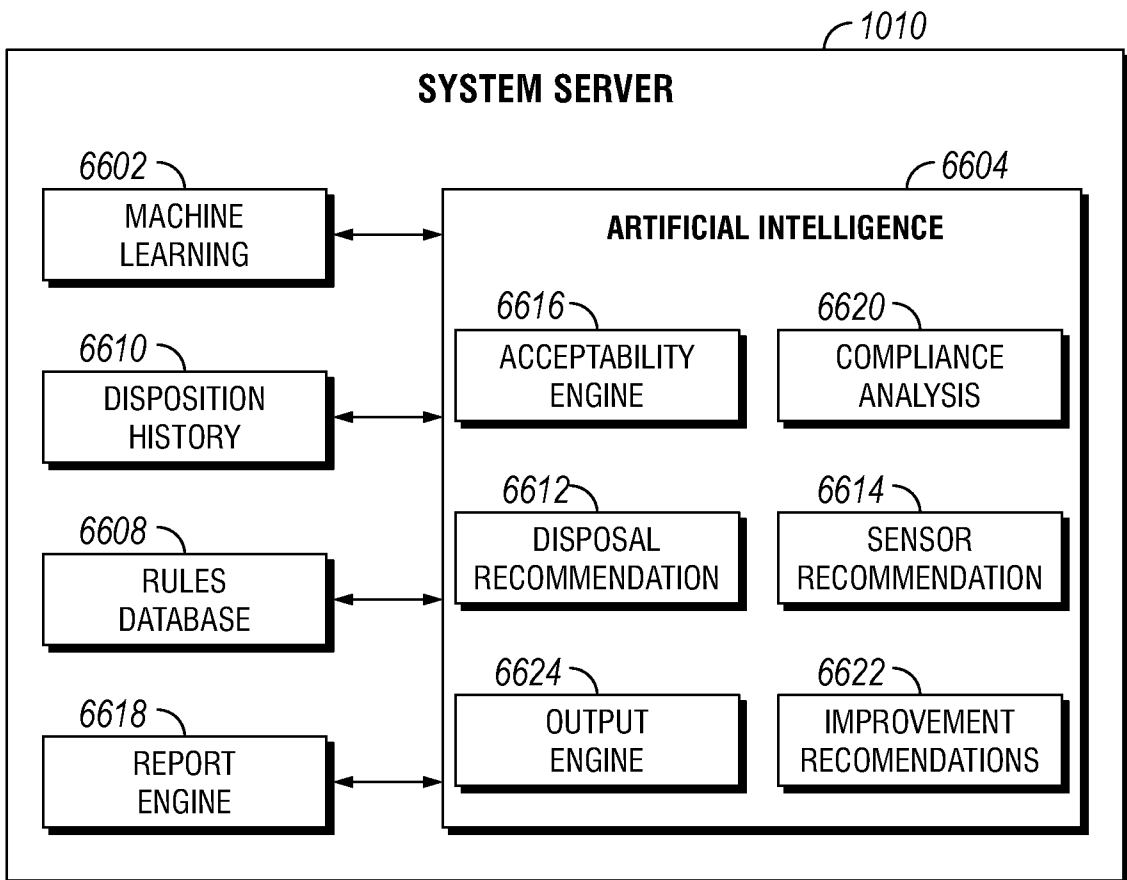 1010
SYSTEM SERVER
6602
MACHINE
LEARNING
6610
DISPOSITION
HISTORY
6608
RULES
DATABASE
6618
REPORT
ENGINE
6604
ARTIFICIAL INTELLIGENCE
6616
ACCEPTABILITY
ENGINE
6620
COMPLIANCE
ANALYSIS
6612
DISPOSAL
RECOMMENDATION
6614
SENSOR
RECOMMENDATION
6624
OUTPUT
ENGINE
6622
IMPROVEMENT
RECOMENDATIONS